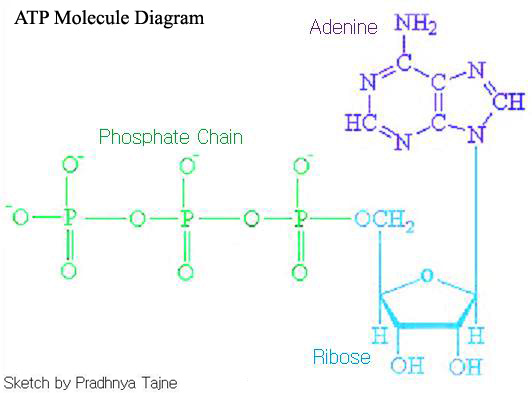 ATP Molecule Diagram
Adenine
NH2
C
N
C
N
CH
HC
N
C
N
Phosphate Chain
O- O- O-
-O P O P O P OCH2
O O O
O
H H
Ribose
OH OH
Sketch by Pradhnya Tajne